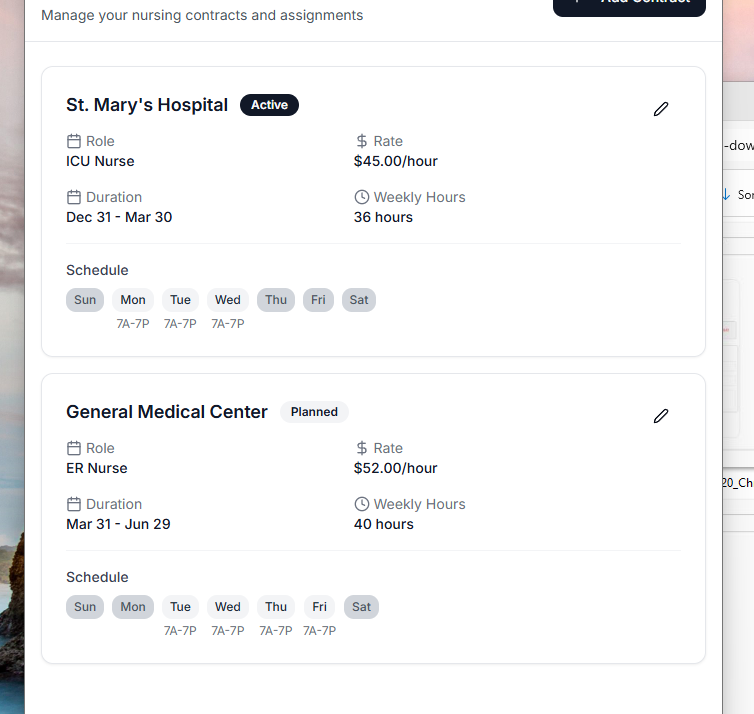 Manage your nursing contracts and assignments
Add Contract
St. Mary's Hospital Active
Role Rate
ICU Nurse $45.00/hour
Duration Weekly Hours
Dec 31 - Mar 30 36 hours
Schedule
Sun Mon Tue Wed Thu Fri Sat
7A-7P 7A-7P 7A-7P
General Medical Center Planned
Role Rate
ER Nurse $52.00/hour
Duration Weekly Hours
Mar 31 - Jun 29 40 hours
Schedule
Sun Mon Tue Wed Thu Fri Sat
7A-7P 7A-7P 7A-7P 7A-7P
-dow
Sor
20_Ch